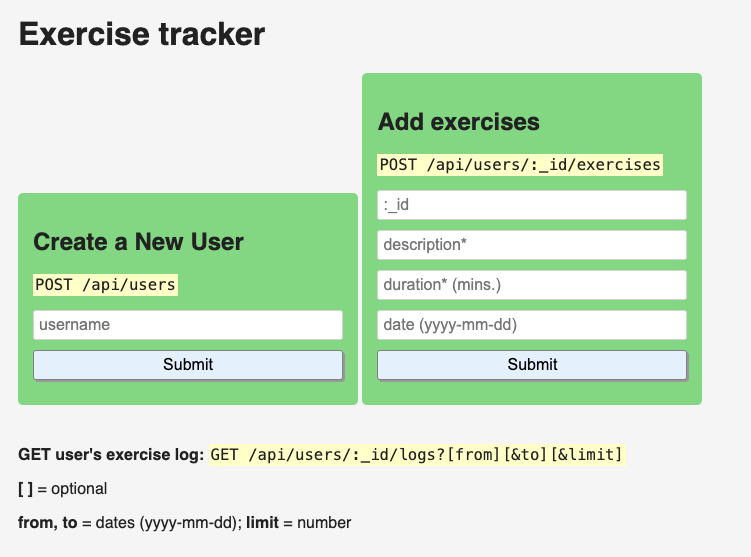 Exercise tracker
Create a New User
POST /api/users
username
Submit
Add exercises
POST /api/users/:_id/exercises
:_id
description*
duration* (mins.)
date (yyyy-mm-dd)
Submit
GET user's exercise log: GET /api/users/:_id/logs?[from][&to][&limit]
[ ] = optional
from, to = dates (yyyy-mm-dd); limit = number